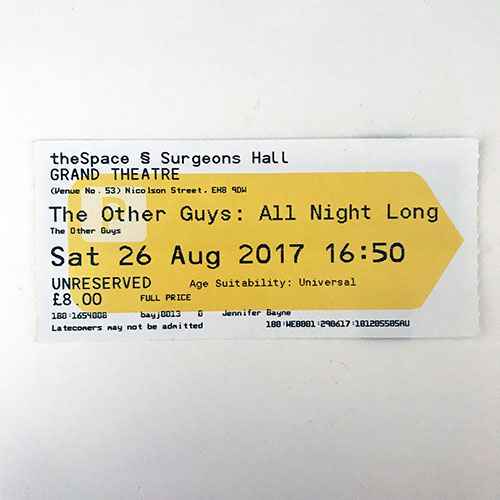 theSpace @ Surgeons Hall
GRAND THEATRE
(Venue No. 53) Nicolson Street, EH8 9DW
The Other Guys: All Night Long
The Other Guys
Sat 26 Aug 2017 16:50
UNRESERVED Age Suitability: Universal
£8.00 FULL PRICE
180:1654008 bayj0013 0 Jennifer Bayne
Latecomers may not be admitted 180:WEB001:290617:181205505AU